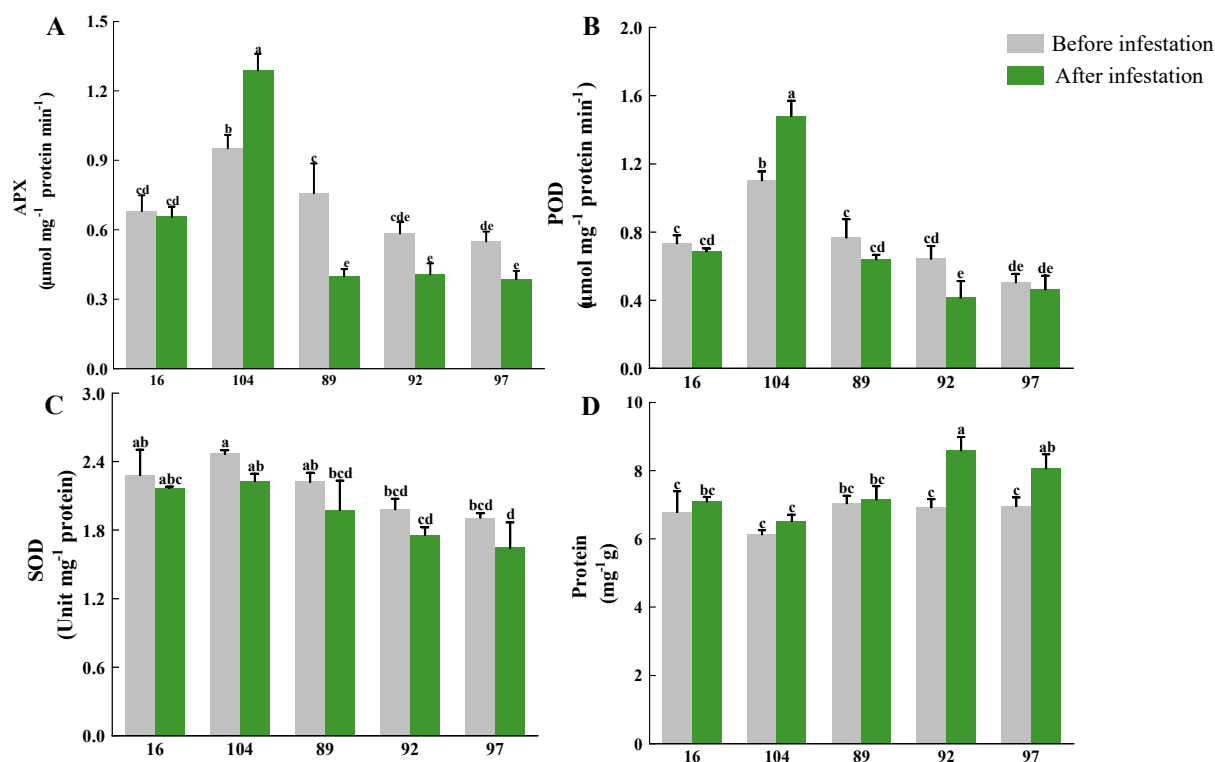 A
APX
(μmol mg⁻¹ protein min⁻¹)
1.5
1.2
0.9
0.6
0.3
0.0
cd
cd
b
a
c
e
cde
e
de
e
16
104
89
92
97
B
POD
(μmol mg⁻¹ protein min⁻¹)
1.6
1.2
0.8
0.4
0.0
c
cd
b
a
c
cd
cd
e
de
de
16
104
89
92
97
Before infestation
After infestation
C
SOD
(Unit mg⁻¹ protein)
3.0
2.4
1.8
1.2
0.6
0.0
ab
abc
a
ab
ab
bcd
bcd
cd
bcd
d
16
104
89
92
97
D
Protein
(mg⁻¹g)
10
8
6
4
2
0
c
bc
c
c
bc
bc
c
a
c
ab
16
104
89
92
97